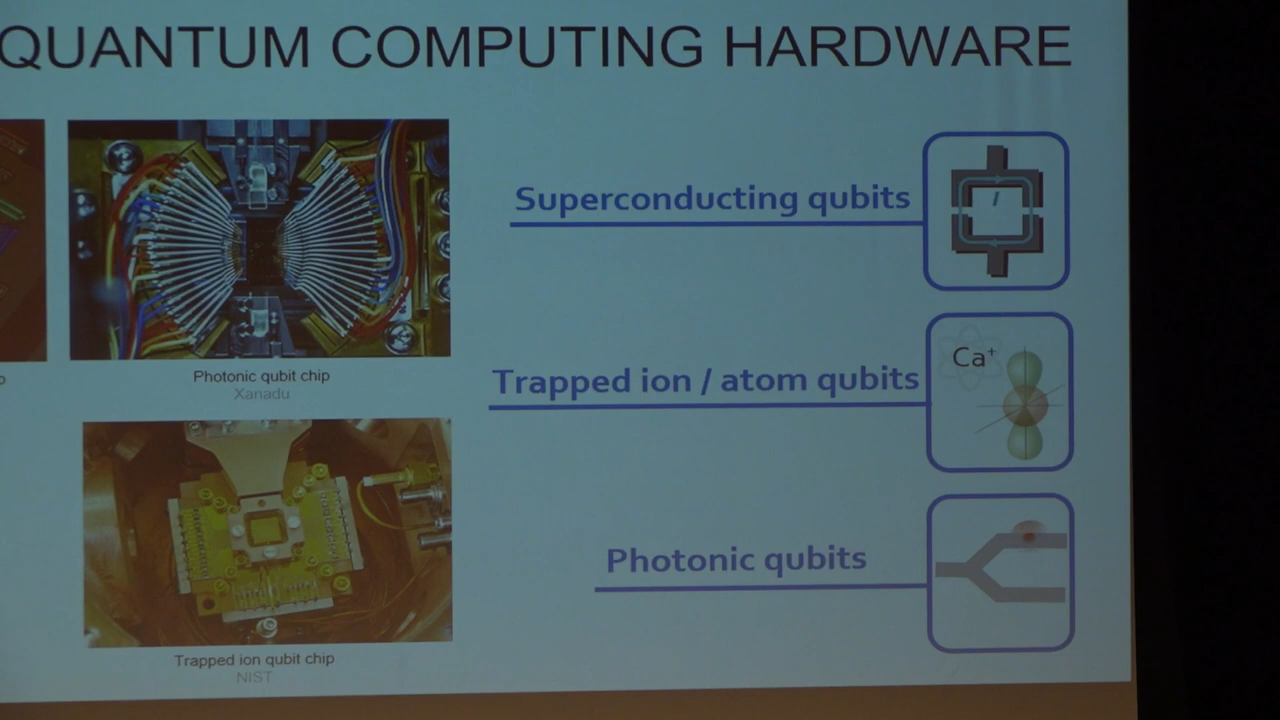 QUANTUM COMPUTING HARDWARE
Superconducting qubits
Photonic qubit chip
Xanadu
Ca+
Trapped ion / atom qubits
Photonic qubits
Trapped ion qubit chip
NIST